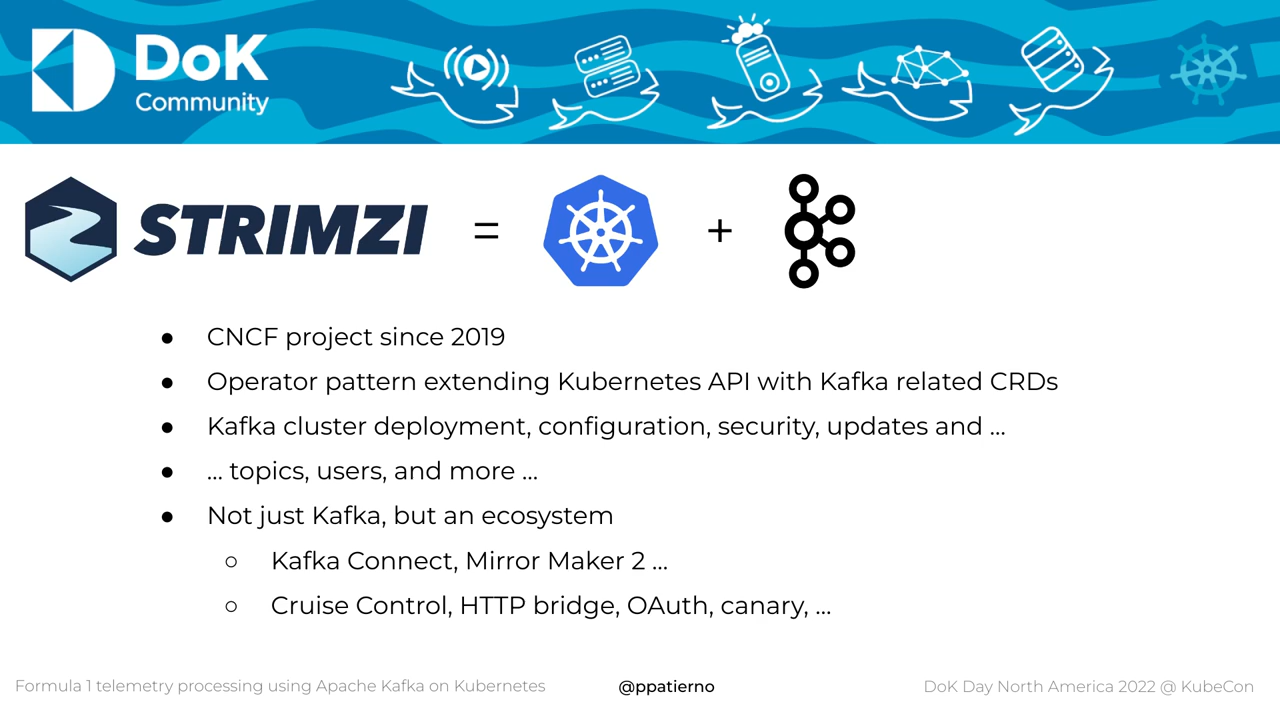 DoK
Community
STRIMZI = +
● CNCF project since 2019
● Operator pattern extending Kubernetes API with Kafka related CRDs
● Kafka cluster deployment, configuration, security, updates and ...
● ... topics, users, and more ...
● Not just Kafka, but an ecosystem
○ Kafka Connect, Mirror Maker 2 ...
○ Cruise Control, HTTP bridge, OAuth, canary, ...
Formula 1 telemetry processing using Apache Kafka on Kubernetes
@ppatierno
DoK Day North America 2022 @ KubeCon